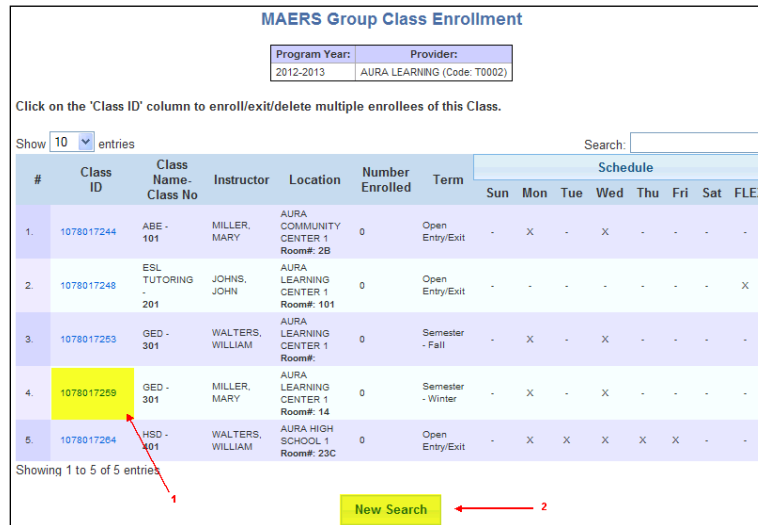 MAERS Group Class Enrollment
Program Year: Provider:
2012-2013 AURA LEARNING (Code: T0002)
Click on the 'Class ID' column to enroll/exit/delete multiple enrollees of this Class.
Show 10 entries Search:
# Class ID Class Name- Class No Instructor Location Number Enrolled Term Schedule
Sun Mon Tue Wed Thu Fri Sat FLEX
1. 1078017244 ABE - 101 MILLER, MARY AURA COMMUNITY CENTER 1 Room#: 2B 0 Open Entry/Exit - X - X - - - -
2. 1078017248 ESL TUTORING - 201 JOHNS, JOHN AURA LEARNING CENTER 1 Room#: 101 0 Open Entry/Exit - - - - - - - X
3. 1078017253 GED - 301 WALTERS, WILLIAM AURA LEARNING CENTER 1 Room#: 0 Semester - Fall - X - X - - - -
4. 1078017259 GED - 301 MILLER, MARY AURA LEARNING CENTER 1 Room#: 14 0 Semester - Winter - X - X - - - -
5. 1078017264 HSD - 401 WALTERS, WILLIAM AURA HIGH SCHOOL 1 Room#: 23C 0 Open Entry/Exit - X X X X X - -
Showing 1 to 5 of 5 entries
1
New Search 2